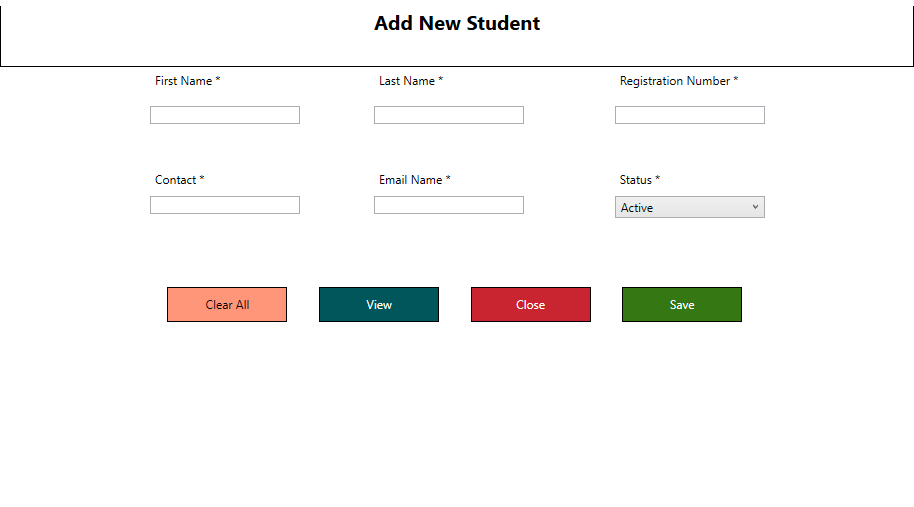 Add New Student
First Name * Last Name * Registration Number *
Contact * Email Name * Status *
Active
Clear All View Close Save